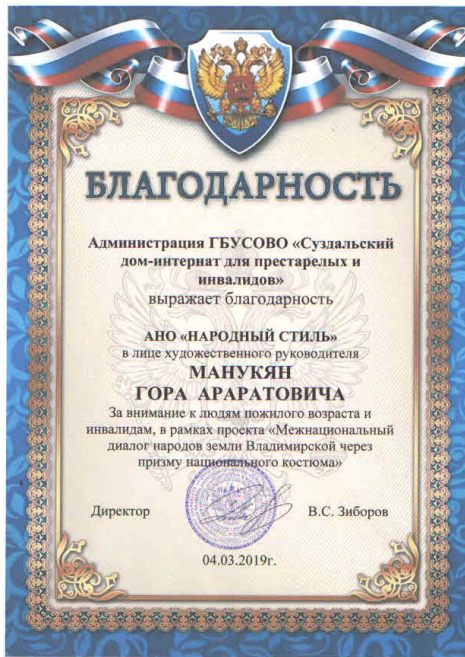 БЛАГОДАРНОСТЬ
Администрация ГБУСОВО «Суздальский
дом-интернат для престарелых и
инвалидов»
выражает благодарность
АНО «НАРОДНЫЙ СТИЛЬ»
в лице художественного руководителя
МАНУКЯН
ГОРА АРАРАТОВИЧА
За внимание к людям пожилого возраста и
инвалидам, в рамках проекта «Межнациональный
диалог народов земли Владимирской через
призму национального костюма»
Директор В.С. Зиборов
04.03.2019г.